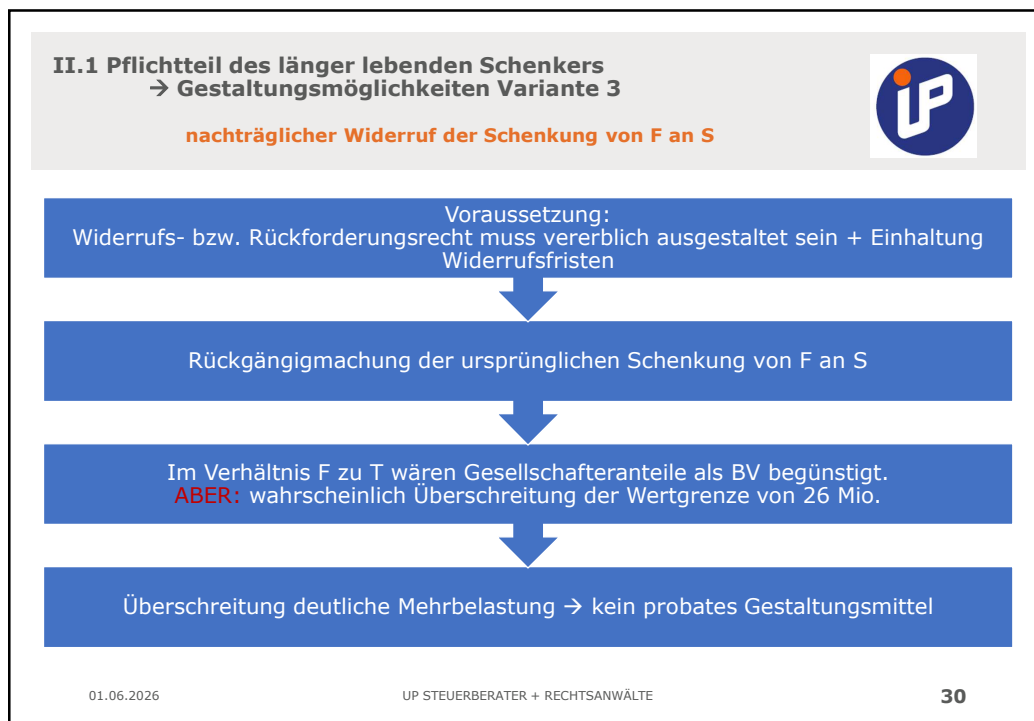 II.1 Pflichtteil des länger lebenden Schenkers
→ Gestaltungsmöglichkeiten Variante 3
nachträglicher Widerruf der Schenkung von F an S
iP
Voraussetzung:
Widerrufs- bzw. Rückforderungsrecht muss vererblich ausgestaltet sein + Einhaltung
Widerrufsfristen
Rückgängigmachung der ursprünglichen Schenkung von F an S
Im Verhältnis F zu T wären Gesellschafteranteile als BV begünstigt.
ABER: wahrscheinlich Überschreitung der Wertgrenze von 26 Mio.
Überschreitung deutliche Mehrbelastung → kein probates Gestaltungsmittel
01.06.2026
UP STEUERBERATER + RECHTSANWÄLTE
30